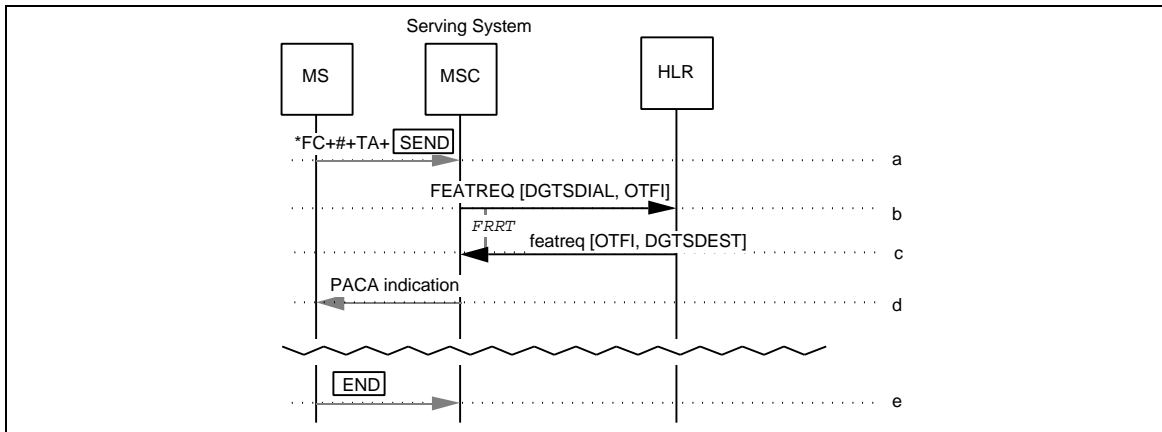 Serving System
MS
MSC
HLR
*FC+#+TA+ SEND
a
FEATREQ [DGTSDIAL, OTFI]
b
FRRT
featreq [OTFI, DGTSDEST]
c
PACA indication
d
END
e